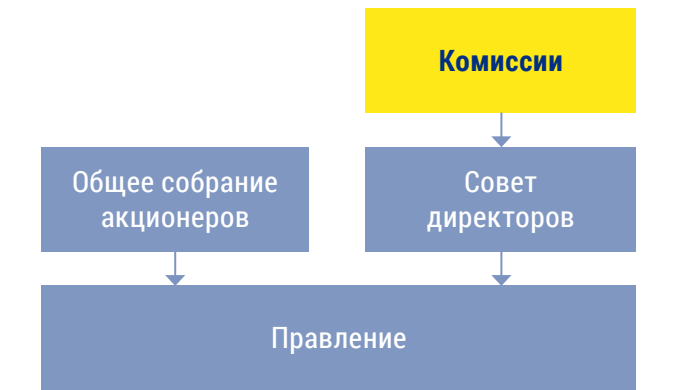 Комиссии
Общее собрание
акционеров
Совет
директоров
Правление